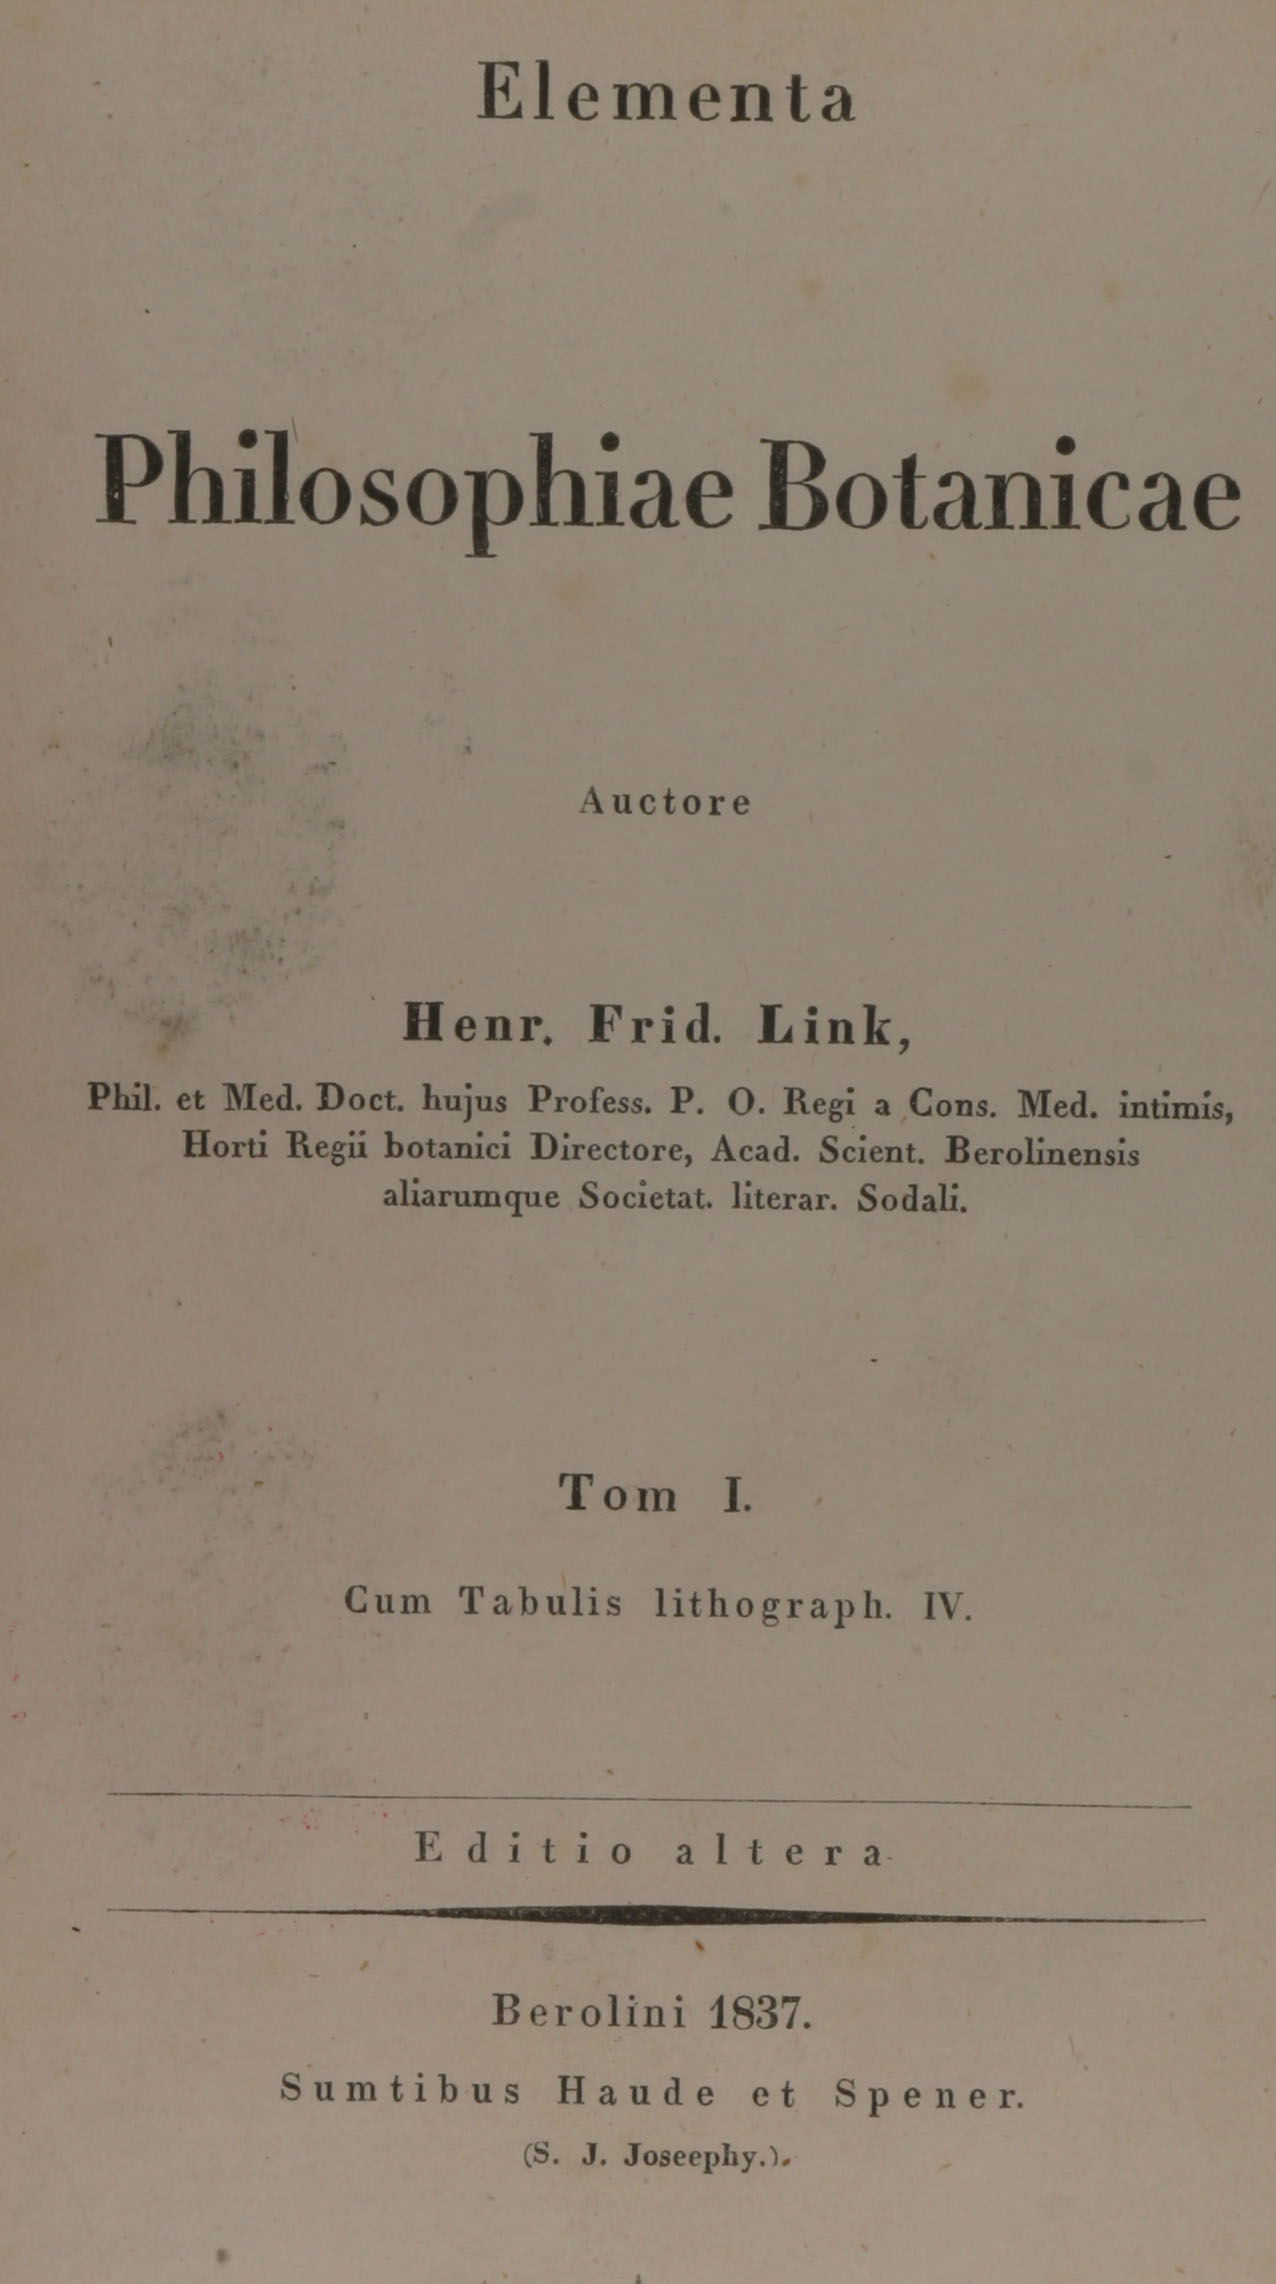 Elementa
Philosophiae Botanicae
Auctore
Henr. Frid. Link,
Phil. et Med. Doct. hujus Profess. P. O. Regi a Cons. Med. intimis,
Horti Regii botanici Directore, Acad. Scient. Berolinensis
aliarumque Societat. literar. Sodali.
Tom I.
Cum Tabulis lithograph. IV.
Editio altera
Berolini 1837.
Sumtibus Haude et Spener.
(S. J. Joseephy.).